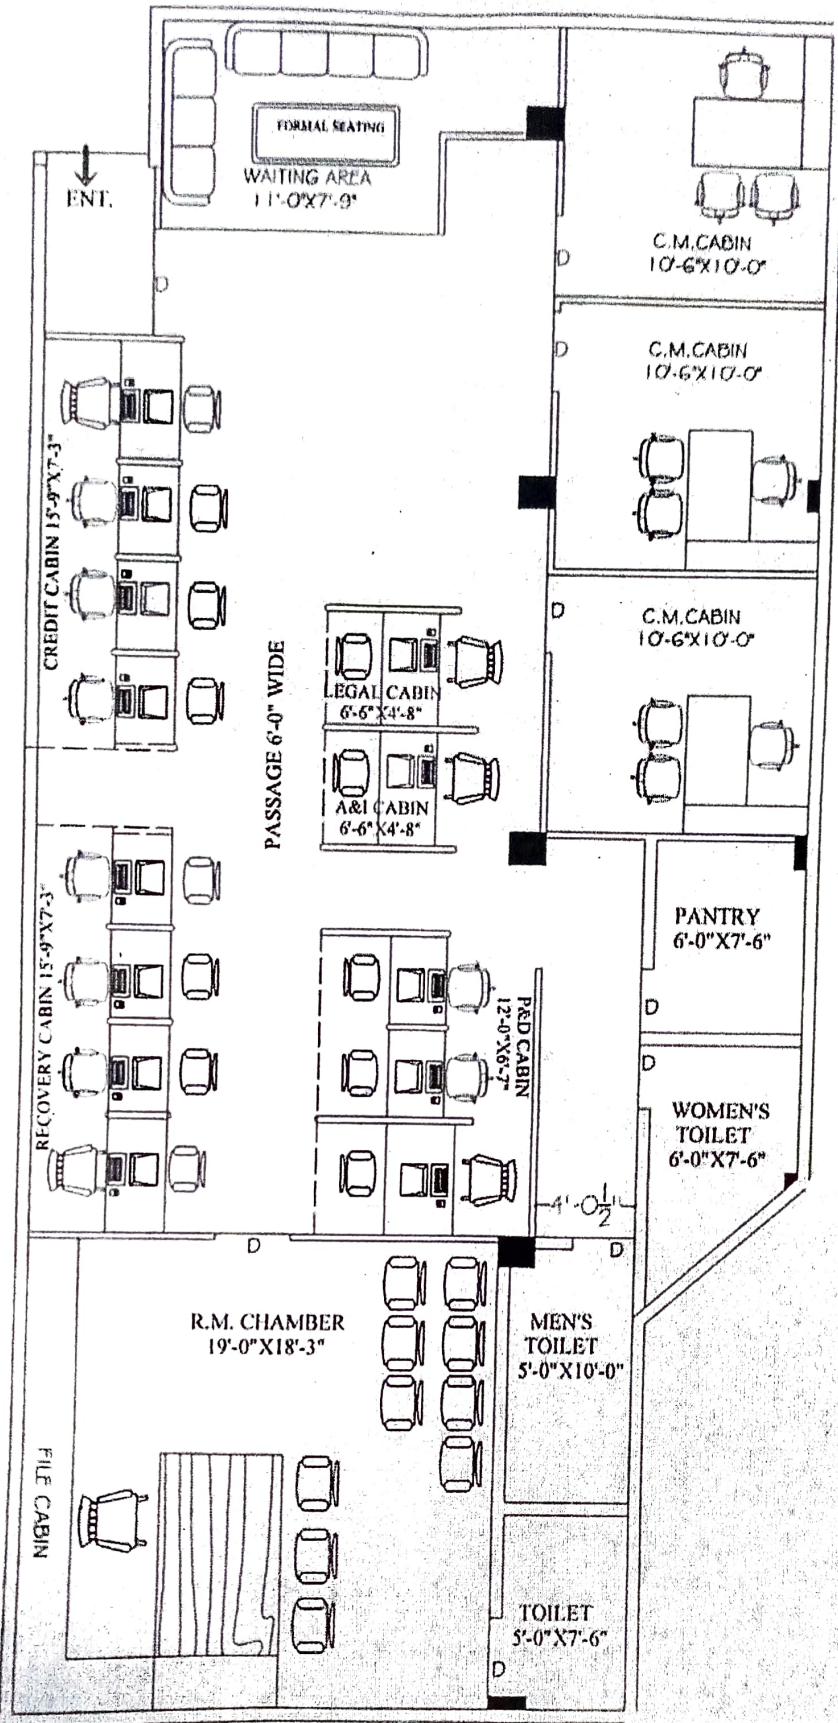 FORMAL SEATING
WAITING AREA
11'-0"X7'-9"
ENT.
D
C.M.CABIN
10'-6"X10'-0"
D
D
C.M.CABIN
10'-6"X10'-0"
CREDIT CABIN 15'-9"X7'-3"
D
C.M.CABIN
10'-6"X10'-0"
PASSAGE 6'-0" WIDE
LEGAL CABIN
6'-6"X4'-8"
A&I CABIN
6'-6"X4'-8"
RECOVERY CABIN 15'-9"X7'-3"
PANTRY
6'-0"X7'-6"
D
P&D CABIN
12'-0"X6'-7"
D
WOMEN'S
TOILET
6'-0"X7'-6"
4'-0½"
D
D
R.M. CHAMBER
19'-0"X18'-3"
MEN'S
TOILET
5'-0"X10'-0"
FILE CABIN
TOILET
5'-0"X7'-6"
D